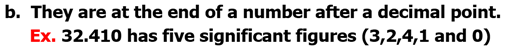 b. They are at the end of a number after a decimal point.
Ex. 32.410 has five significant figures (3,2,4,1 and 0)